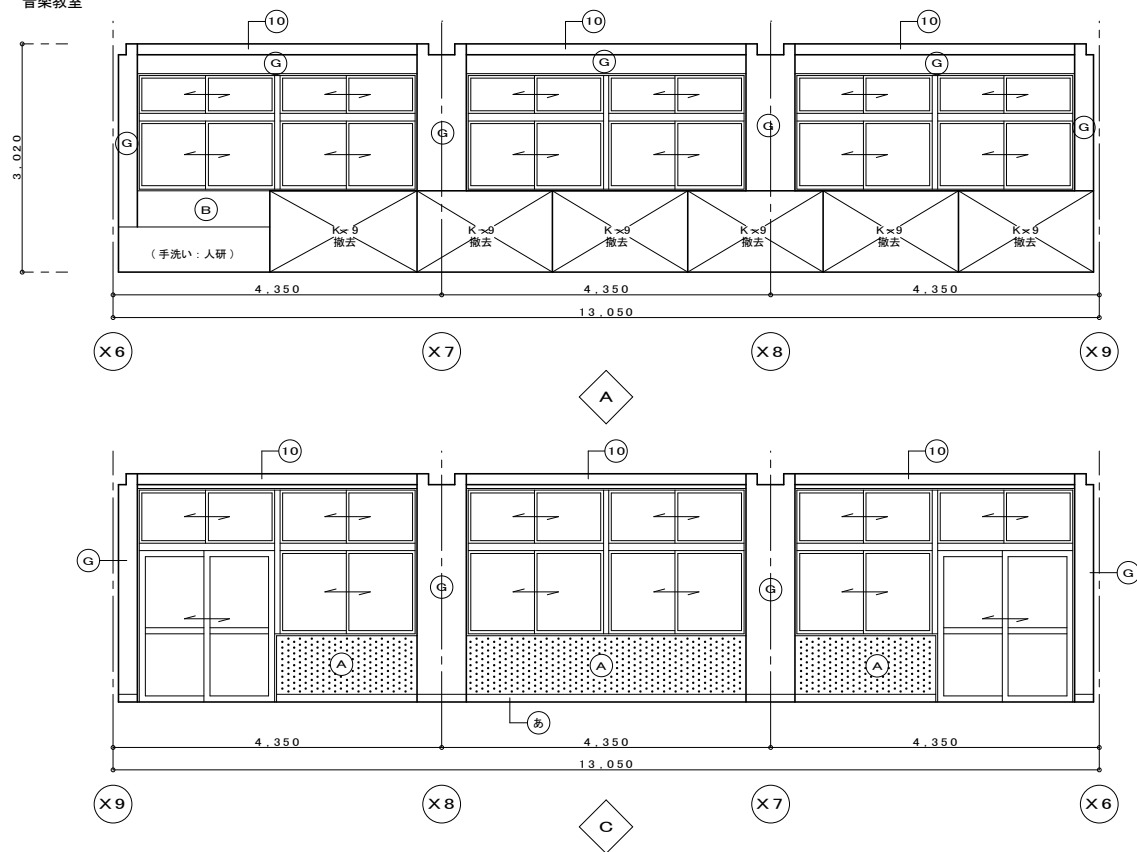 音楽教室
10 10 10
G G G
G G G G
3,020
B
(手洗い：人研)
K-9 K-9 K-9 K-9 K-9 K-9
撤去 撤去 撤去 撤去 撤去 撤去
4,350 4,350 4,350
13,050
X6 X7 X8 X9
A
10 10 10
G G G G
A A A
あ
4,350 4,350 4,350
13,050
X9 X8 X7 X6
C